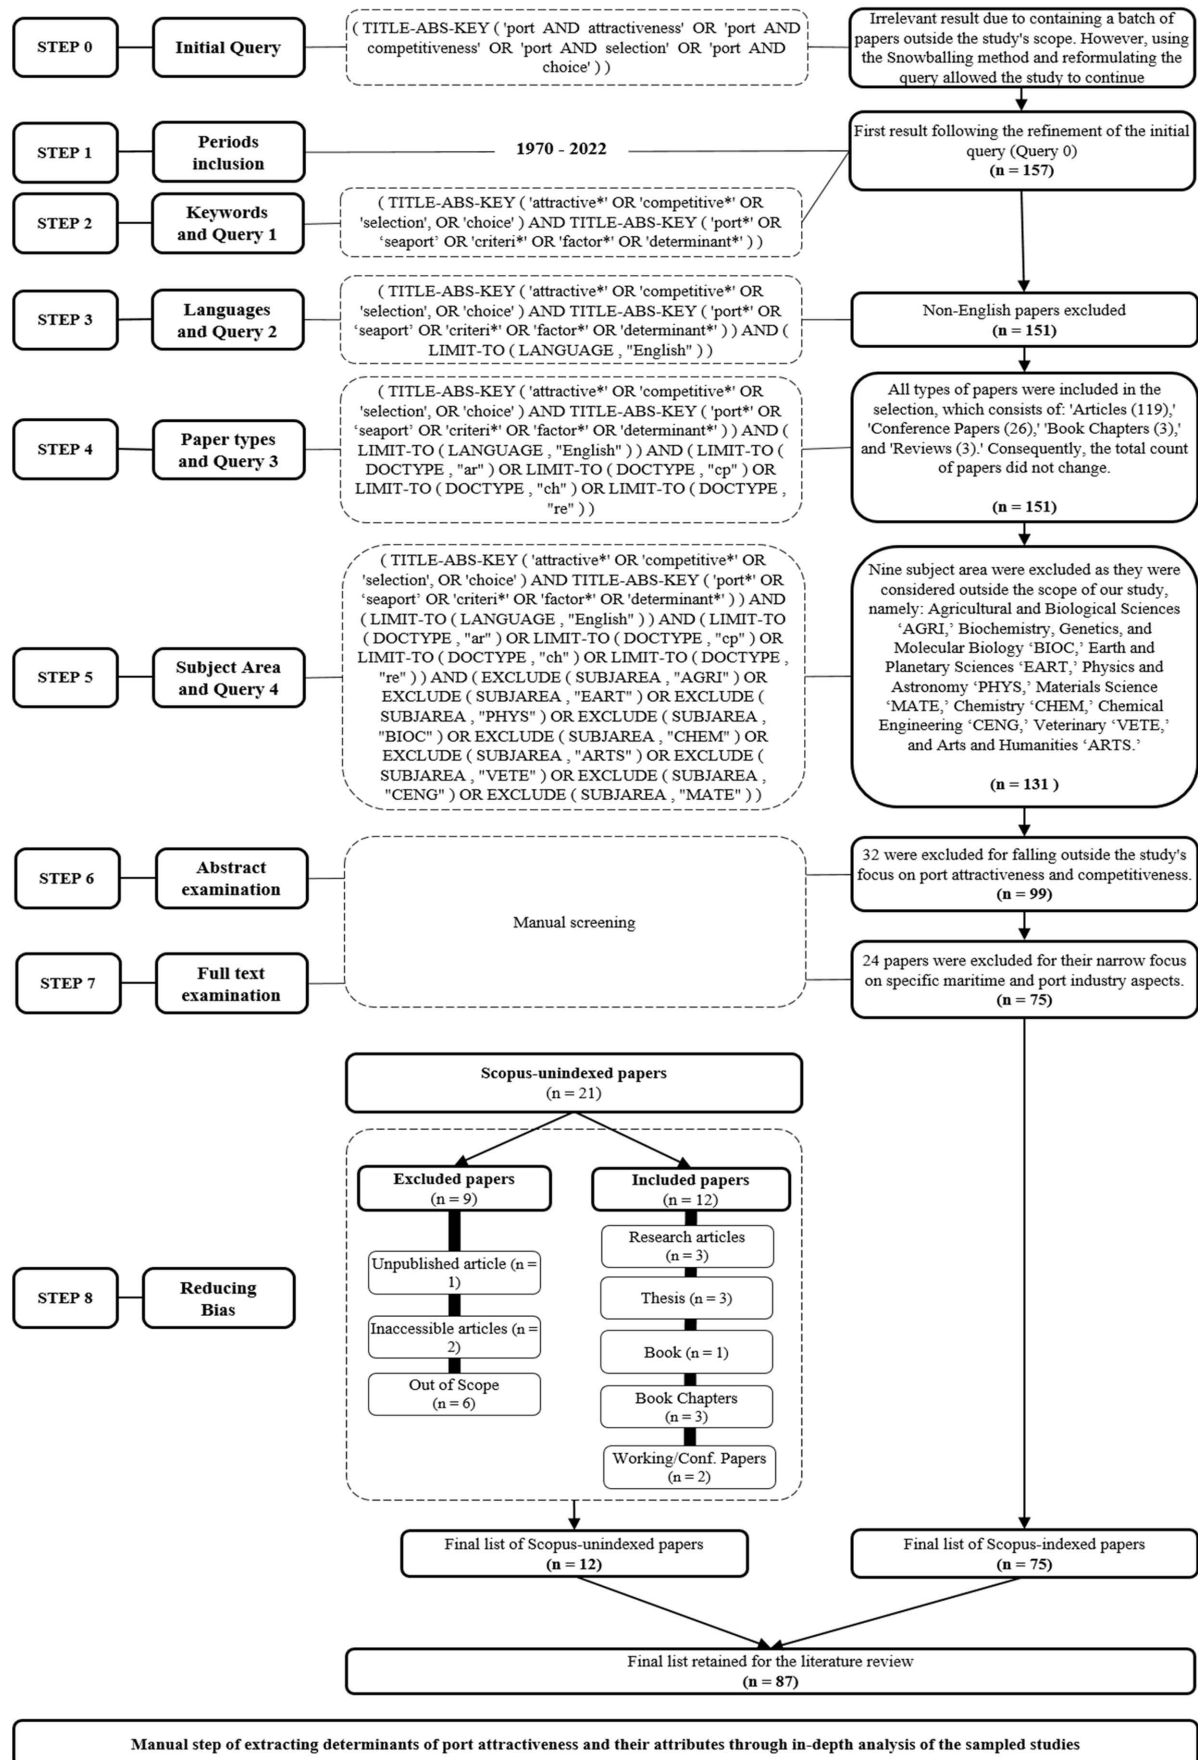 STEP 0
Initial Query
( TITLE-ABS-KEY ( 'port AND attractiveness' OR 'port AND
competitiveness' OR 'port AND selection' OR 'port AND
choice' ) )
Irrelevant result due to containing a batch of
papers outside the study's scope. However, using
the Snowballing method and reformulating the
query allowed the study to continue
STEP 1
Periods
inclusion
1970 - 2022
First result following the refinement of the initial
query (Query 0)
(n = 157)
STEP 2
Keywords
and Query 1
( TITLE-ABS-KEY ( 'attractive*' OR 'competitive*' OR
'selection', OR 'choice' ) AND TITLE-ABS-KEY ( 'port*' OR
‘seaport’ OR 'criteri*' OR 'factor*' OR 'determinant*' ) )
STEP 3
Languages
and Query 2
( TITLE-ABS-KEY ( 'attractive*' OR 'competitive*' OR
'selection', OR 'choice' ) AND TITLE-ABS-KEY ( 'port*' OR
‘seaport’ OR 'criteri*' OR 'factor*' OR 'determinant*' ) ) AND (
LIMIT-TO ( LANGUAGE , "English" ) )
Non-English papers excluded
(n = 151)
STEP 4
Paper types
and Query 3
( TITLE-ABS-KEY ( 'attractive*' OR 'competitive*' OR
'selection', OR 'choice' ) AND TITLE-ABS-KEY ( 'port*' OR
‘seaport’ OR 'criteri*' OR 'factor*' OR 'determinant*' ) ) AND (
LIMIT-TO ( LANGUAGE , "English" ) ) AND ( LIMIT-TO (
DOCTYPE , "ar" ) OR LIMIT-TO ( DOCTYPE , "cp" ) OR
LIMIT-TO ( DOCTYPE , "ch" ) OR LIMIT-TO ( DOCTYPE ,
"re" ) )
All types of papers were included in the
selection, which consists of: 'Articles (119),'
'Conference Papers (26),' 'Book Chapters (3),'
and 'Reviews (3).' Consequently, the total count
of papers did not change.
(n = 151)
STEP 5
Subject Area
and Query 4
( TITLE-ABS-KEY ( 'attractive*' OR 'competitive*' OR
'selection', OR 'choice' ) AND TITLE-ABS-KEY ( 'port*' OR
‘seaport’ OR 'criteri*' OR 'factor*' OR 'determinant*' ) ) AND
( LIMIT-TO ( LANGUAGE , "English" ) ) AND ( LIMIT-TO
( DOCTYPE , "ar" ) OR LIMIT-TO ( DOCTYPE , "cp" ) OR
LIMIT-TO ( DOCTYPE , "ch" ) OR LIMIT-TO ( DOCTYPE ,
"re" ) ) AND ( EXCLUDE ( SUBJAREA , "AGRI" ) OR
EXCLUDE ( SUBJAREA , "EART" ) OR EXCLUDE (
SUBJAREA , "PHYS" ) OR EXCLUDE ( SUBJAREA ,
"BIOC" ) OR EXCLUDE ( SUBJAREA , "CHEM" ) OR
EXCLUDE ( SUBJAREA , "ARTS" ) OR EXCLUDE (
SUBJAREA , "VETE" ) OR EXCLUDE ( SUBJAREA ,
"CENG" ) OR EXCLUDE ( SUBJAREA , "MATE" ) )
Nine subject area were excluded as they were
considered outside the scope of our study,
namely: Agricultural and Biological Sciences
‘AGRI,’ Biochemistry, Genetics, and
Molecular Biology ‘BIOC,’ Earth and
Planetary Sciences ‘EART,’ Physics and
Astronomy ‘PHYS,’ Materials Science
‘MATE,’ Chemistry ‘CHEM,’ Chemical
Engineering ‘CENG,’ Veterinary ‘VETE,’
and Arts and Humanities ‘ARTS.’
(n = 131 )
STEP 6
Abstract
examination
32 were excluded for falling outside the study's
focus on port attractiveness and competitiveness.
(n = 99)
Manual screening
STEP 7
Full text
examination
24 papers were excluded for their narrow focus
on specific maritime and port industry aspects.
(n = 75)
Scopus-unindexed papers
(n = 21)
Excluded papers
(n = 9)
Unpublished article (n =
1)
Inaccessible articles (n =
2)
Out of Scope
(n = 6)
Included papers
(n = 12)
Research articles
(n = 3)
Thesis (n = 3)
Book (n = 1)
Book Chapters
(n = 3)
Working/Conf. Papers
(n = 2)
STEP 8
Reducing
Bias
Final list of Scopus-unindexed papers
(n = 12)
Final list of Scopus-indexed papers
(n = 75)
Final list retained for the literature review
(n = 87)
Manual step of extracting determinants of port attractiveness and their attributes through in-depth analysis of the sampled studies